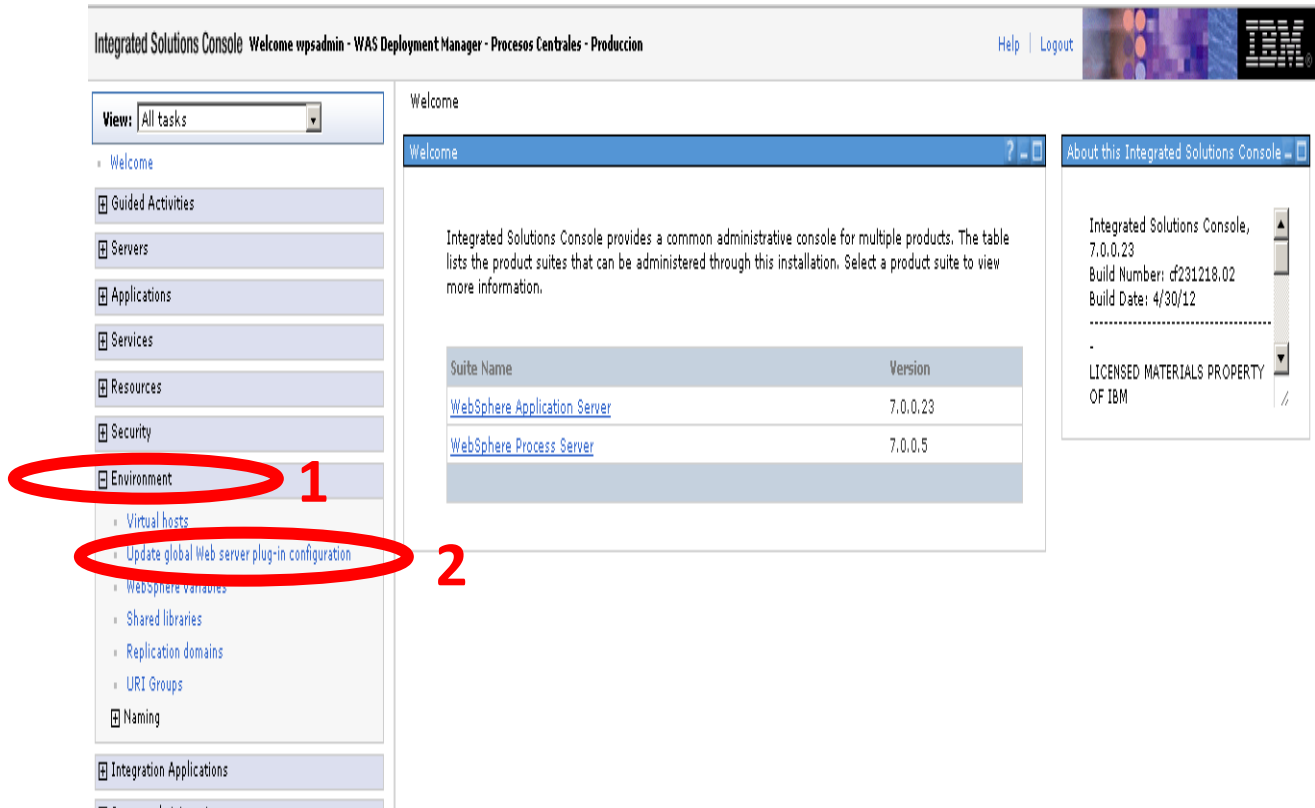 Integrated Solutions Console Welcome wpsadmin - WAS Deployment Manager - Procesos Centrales - Produccion
Help | Logout
IBM®
View: All tasks
Welcome
Guided Activities
Servers
Applications
Services
Resources
Security
Environment
1
Virtual hosts
Update global Web server plug-in configuration
2
WebSphere Variables
Shared libraries
Replication domains
URI Groups
Naming
Integration Applications
Welcome
Welcome
Integrated Solutions Console provides a common administrative console for multiple products. The table
lists the product suites that can be administered through this installation. Select a product suite to view
more information.
Suite Name Version
WebSphere Application Server 7.0.0.23
WebSphere Process Server 7.0.0.5
About this Integrated Solutions Console
Integrated Solutions Console,
7.0.0.23
Build Number: cf231218.02
Build Date: 4/30/12
-----------------------------------
-
LICENSED MATERIALS PROPERTY
OF IBM